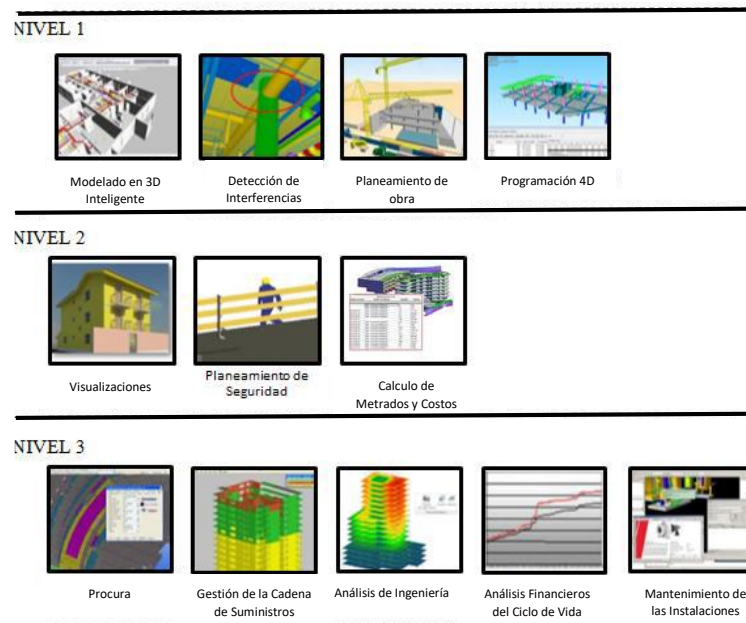 NIVEL 1
Modelado en 3D
Inteligente
Detección de
Interferencias
Planeamiento de
obra
Programación 4D
NIVEL 2
Visualizaciones
Planeamiento de
Seguridad
Calculo de
Metrados y Costos
NIVEL 3
Procura
Gestión de la Cadena
de Suministros
Análisis de Ingeniería
Análisis Financieros
del Ciclo de Vida
Mantenimiento de
las Instalaciones